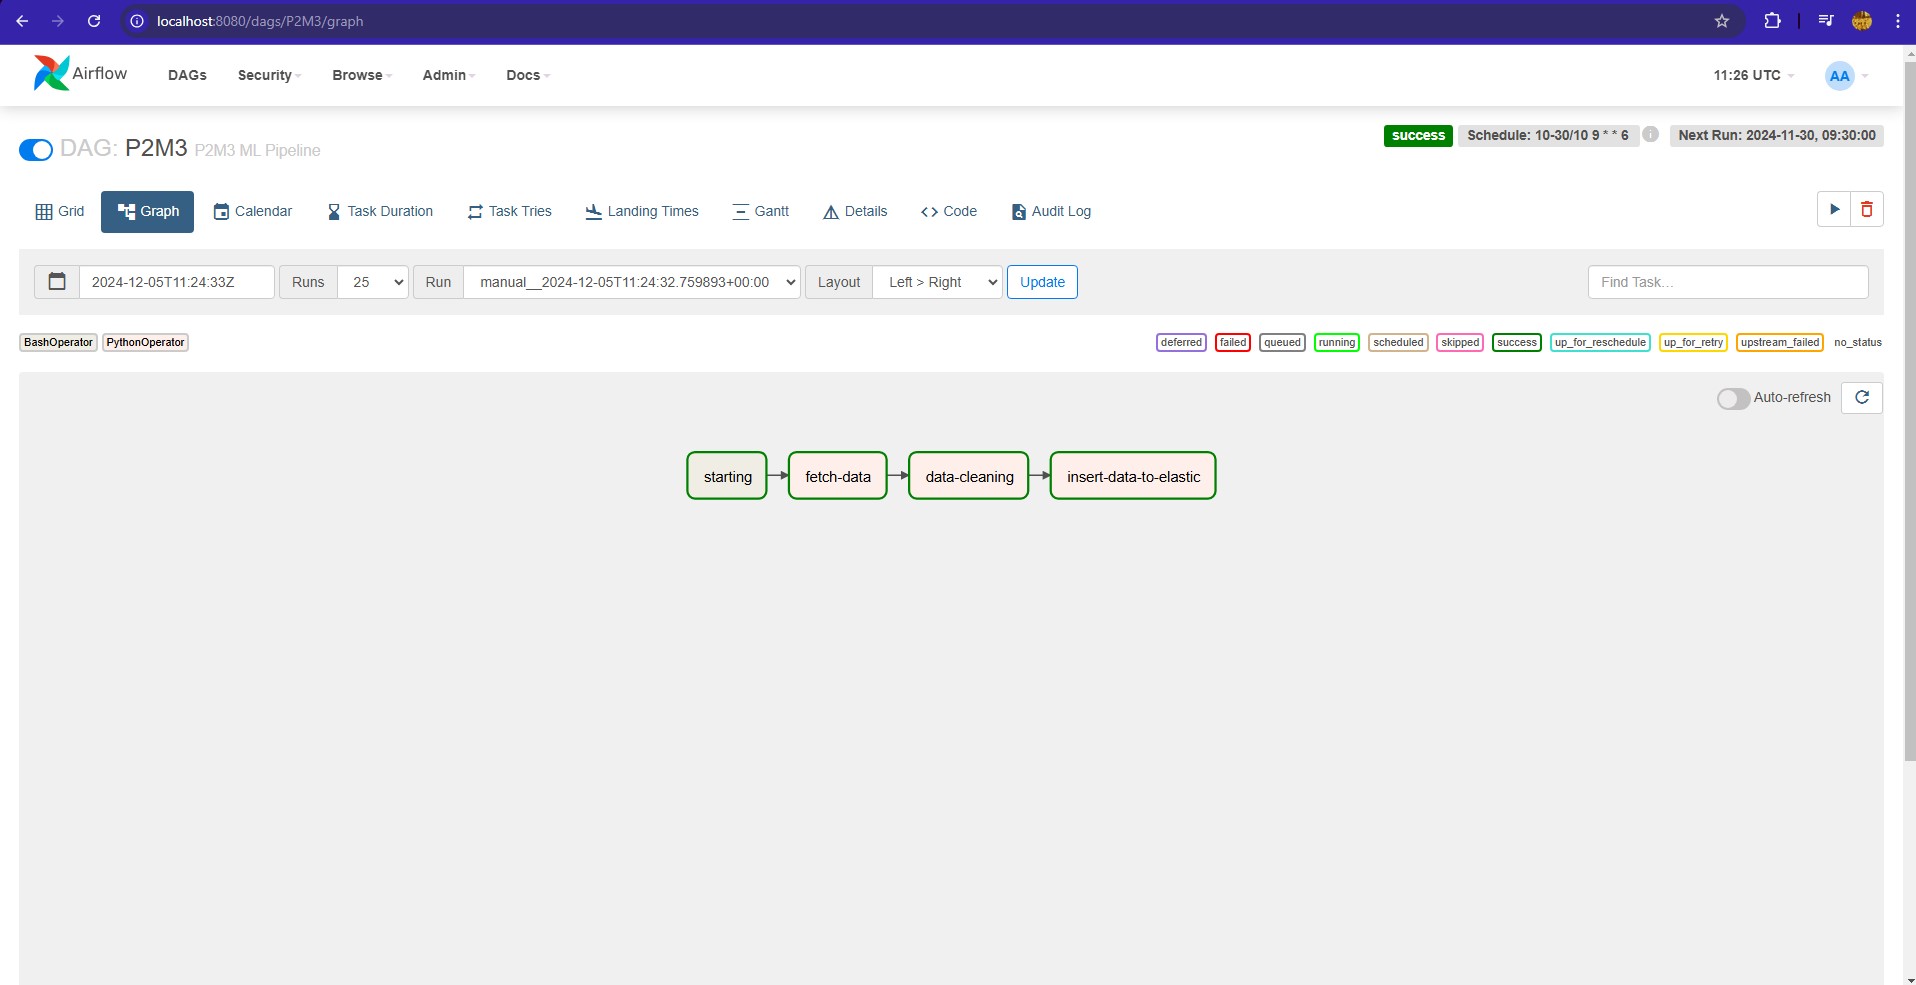 localhost:8080/dags/P2M3/graph
Airflow DAGs Security Browse Admin Docs 11:26 UTC AA
DAG: P2M3 P2M3 ML Pipeline success Schedule: 10-30/10 9 * * 6 Next Run: 2024-11-30, 09:30:00
Grid Graph Calendar Task Duration Task Tries Landing Times Gantt Details Code Audit Log
2024-12-05T11:24:33Z Runs 25 Run manual__2024-12-05T11:24:32.759893+00:00 Layout Left > Right Update Find Task...
BashOperator PythonOperator deferred failed queued running scheduled skipped success up_for_reschedule up_for_retry upstream_failed no_status
Auto-refresh
starting fetch-data data-cleaning insert-data-to-elastic